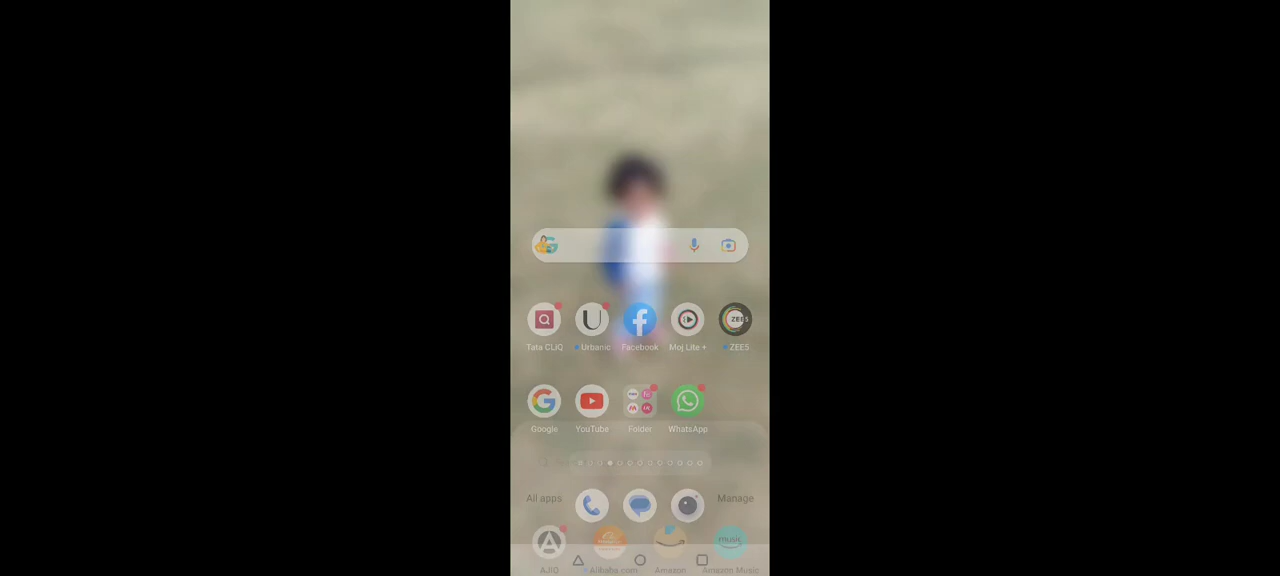 Tata CLiQ Urbanic Facebook Moj Lite + ZEE5
Google YouTube Folder WhatsApp
All apps Manage
AJIO Alibaba.com Amazon Amazon Music